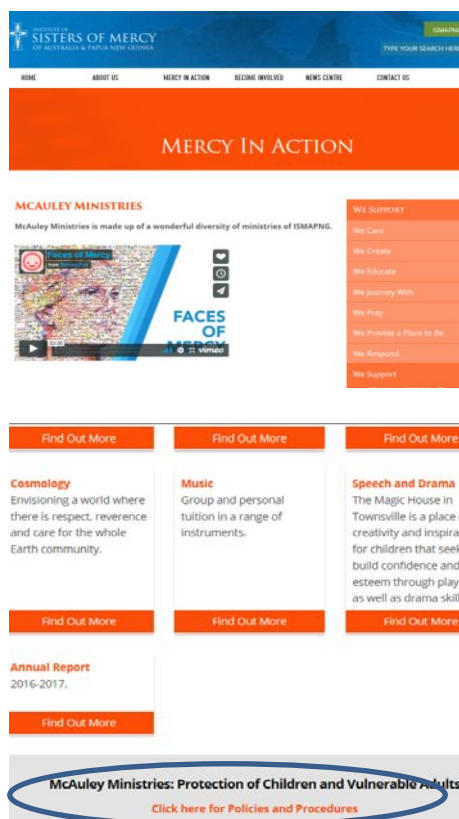 INSTITUTE OF
SISTERS OF MERCY
OF AUSTRALIA & PAPUA NEW GUINEA
ISMAPNG
TYPE YOUR SEARCH HERE
HOME ABOUT US MERCY IN ACTION BECOME INVOLVED NEWS CENTRE CONTACT US
MERCY IN ACTION
MCAULEY MINISTRIES
McAuley Ministries is made up of a wonderful diversity of ministries of ISMAPNG.
Faces of Mercy
FACES
OF
MERCY
vimeo
WE SUPPORT
We Care
We Create
We Educate
We Journey With
We Pray
We Provide a Place to Be
We Respond
We Support
Find Out More Find Out More Find Out More
Cosmology
Envisioning a world where
there is respect, reverence
and care for the whole
Earth community.
Find Out More
Music
Group and personal
tuition in a range of
instruments.
Find Out More
Speech and Drama
The Magic House in
Townsville is a place
creativity and inspira
for children that seek
build confidence and
esteem through play
as well as drama skill
Find Out More
Annual Report
2016-2017.
Find Out More
McAuley Ministries: Protection of Children and Vulnerable Adults
Click here for Policies and Procedures